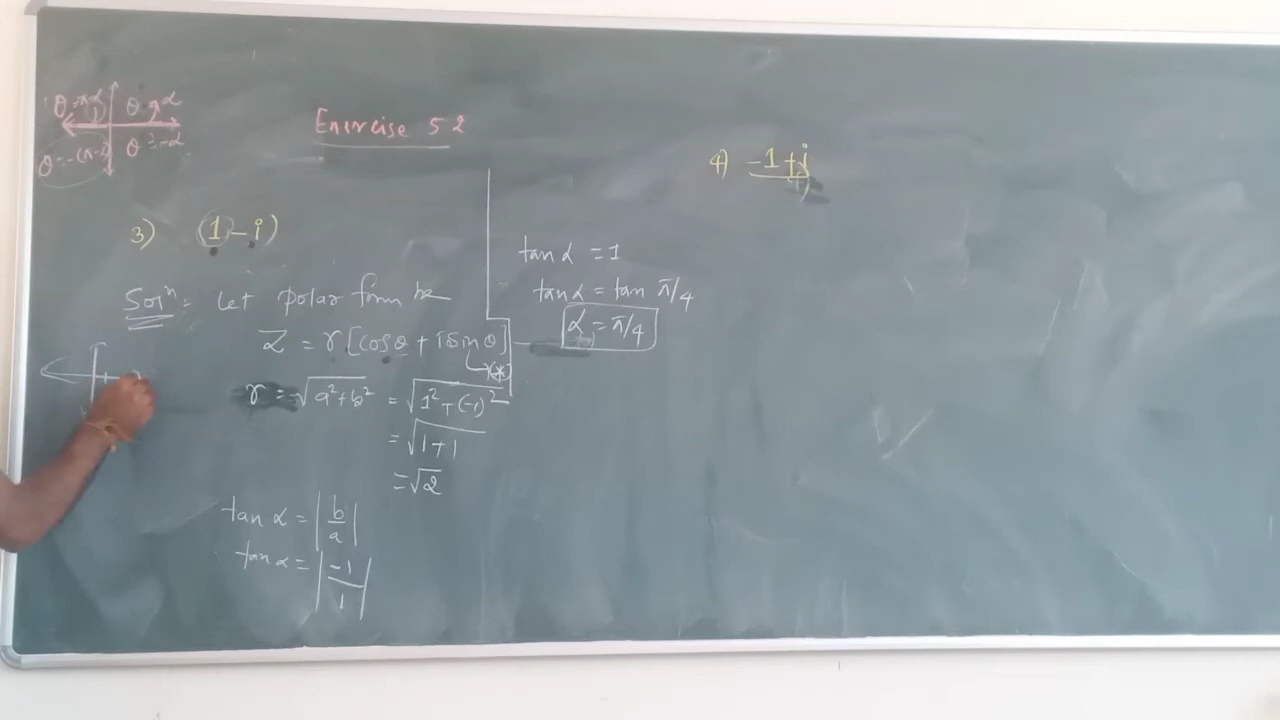 θ = α
θ = -α
Exercise 5 2
3) (1 - i)
Solⁿ: Let polar form be
Z = r[cosθ + i sinθ]
→(*)
r = √a²+b² = √1²+(-1)²
= √1+1
= √2
tan α = |b/a|
tan α = |-1/1|
tan α = 1
tan α = tan π/4
α = π/4
4) -1+i